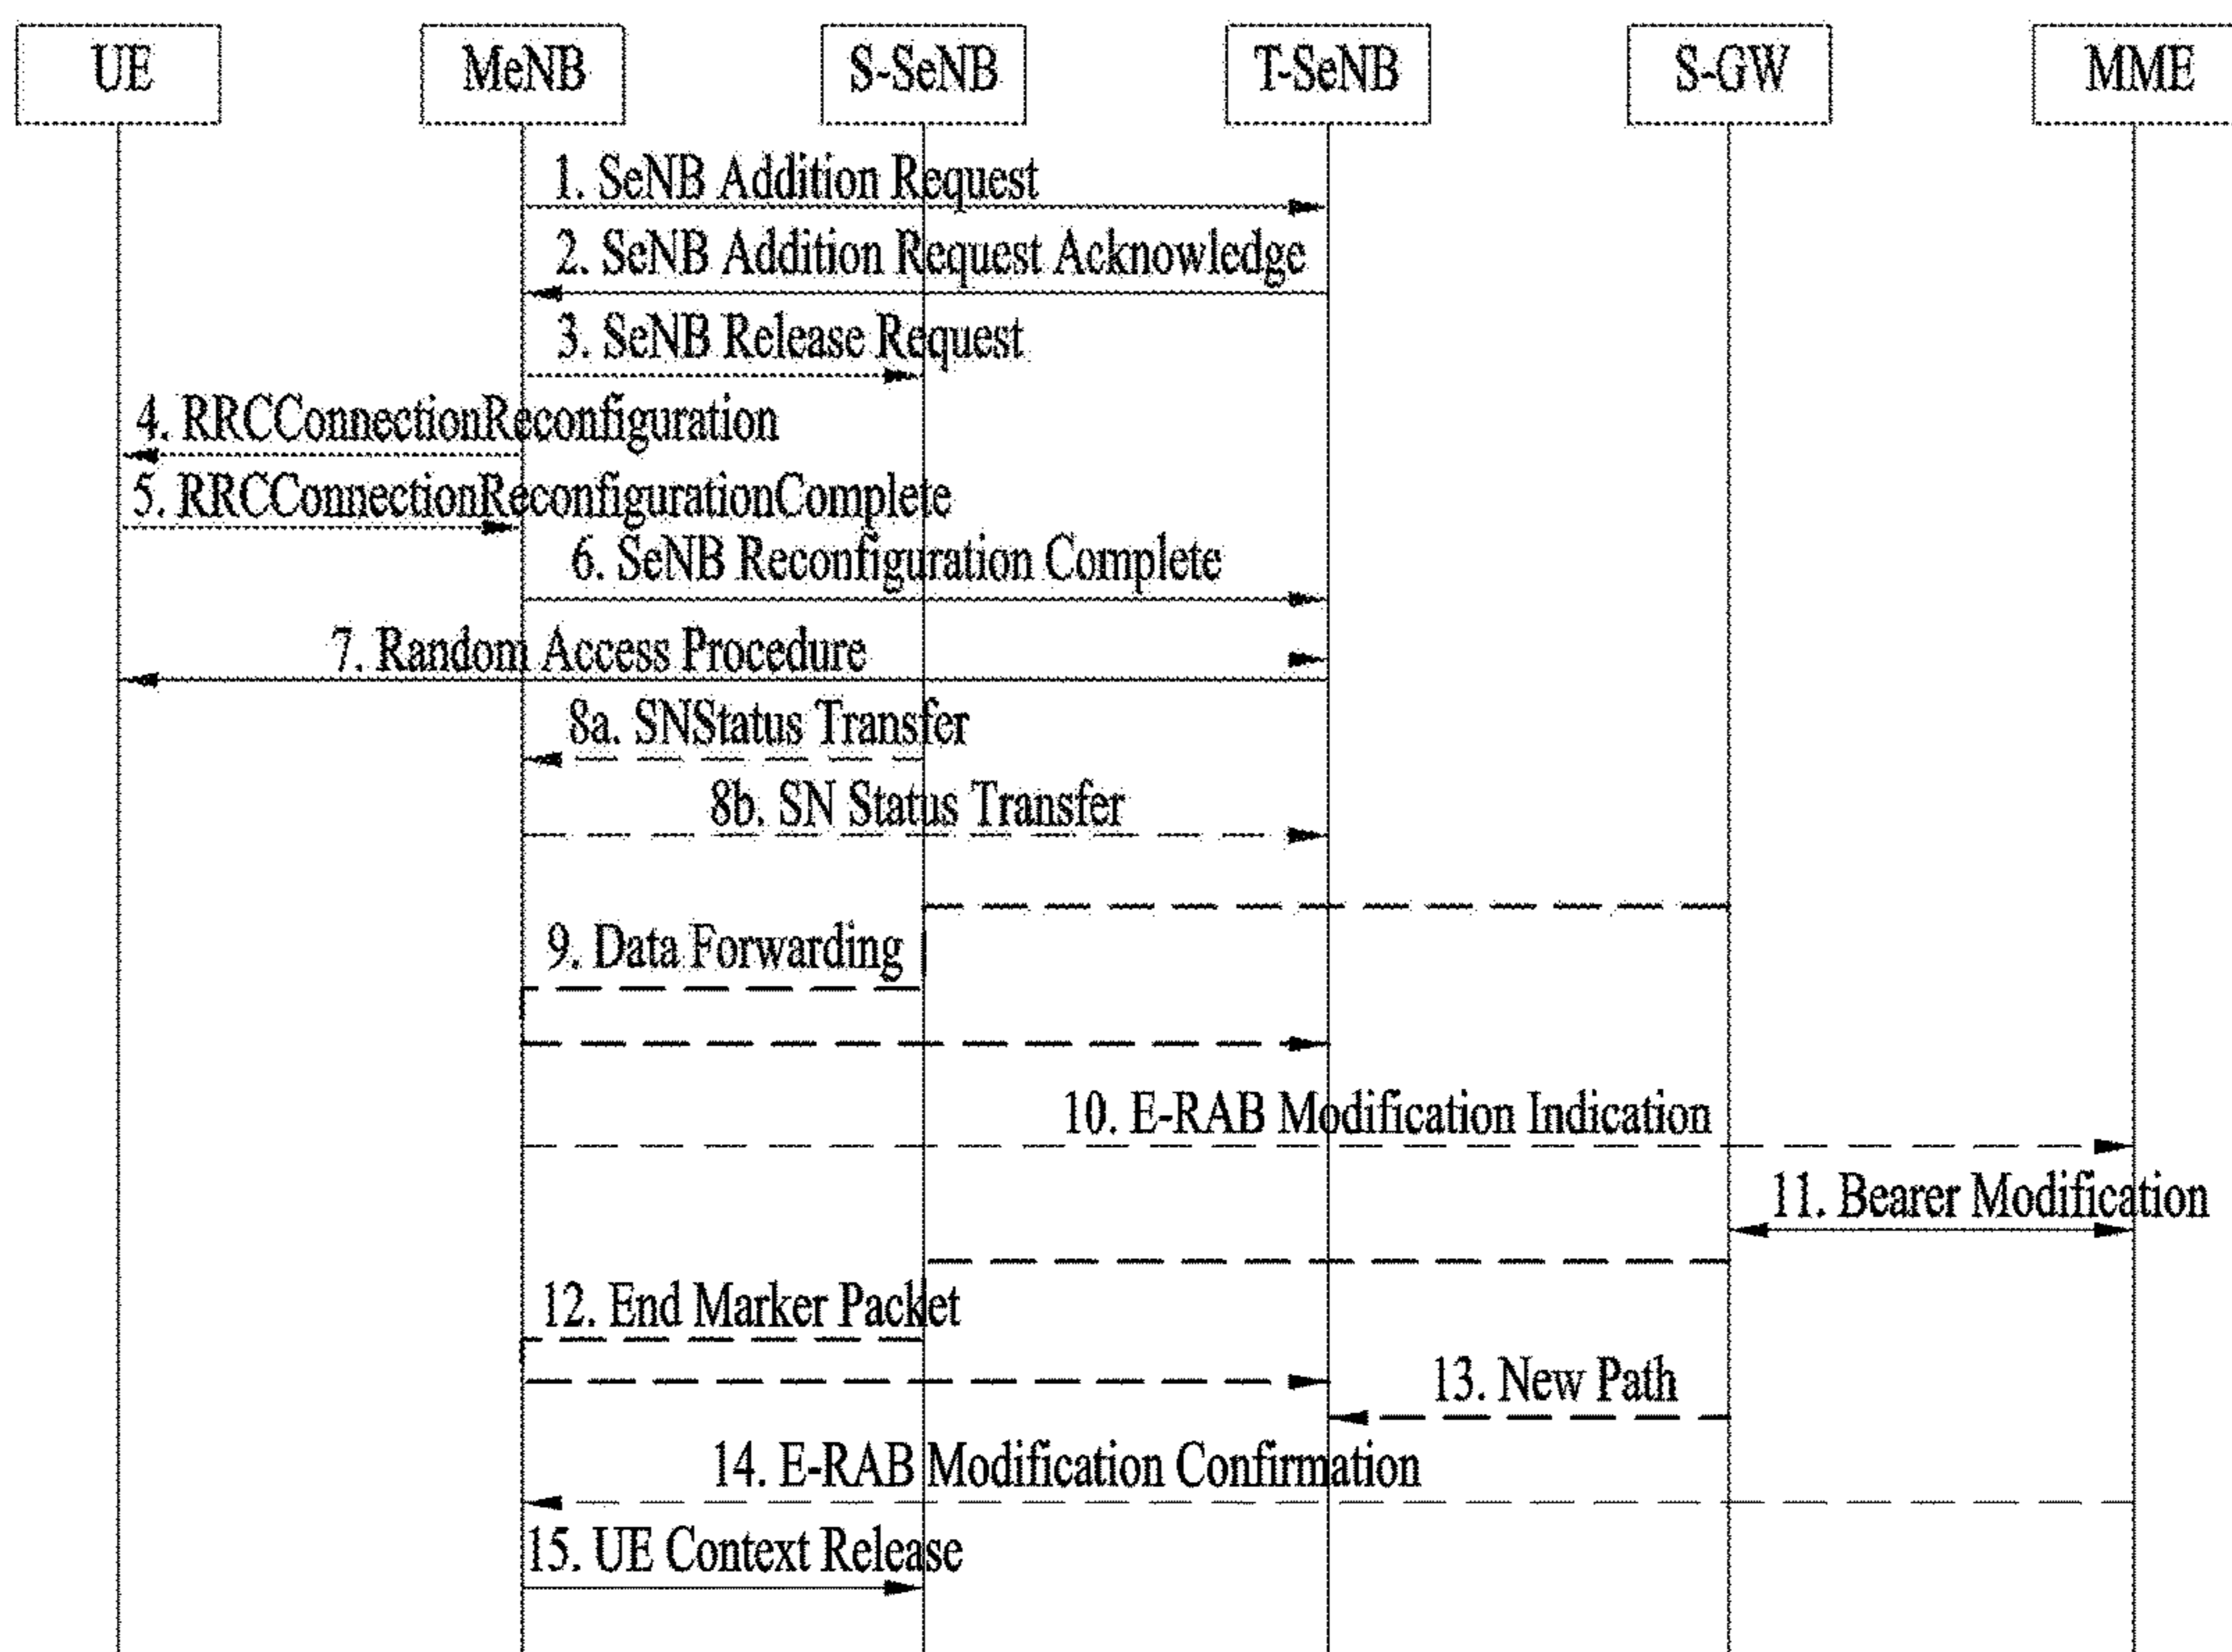 UE
MeNB
S-SeNB
T-SeNB
S-GW
MME
1. SeNB Addition Request
2. SeNB Addition Request Acknowledge
3. SeNB Release Request
4. RRCConnectionReconfiguration
5. RRCConnectionReconfigurationComplete
6. SeNB Reconfiguration Complete
7. Random Access Procedure
8a. SNStatus Transfer
8b. SN Status Transfer
9. Data Forwarding
10. E-RAB Modification Indication
11. Bearer Modification
12. End Marker Packet
13. New Path
14. E-RAB Modification Confirmation
15. UE Context Release